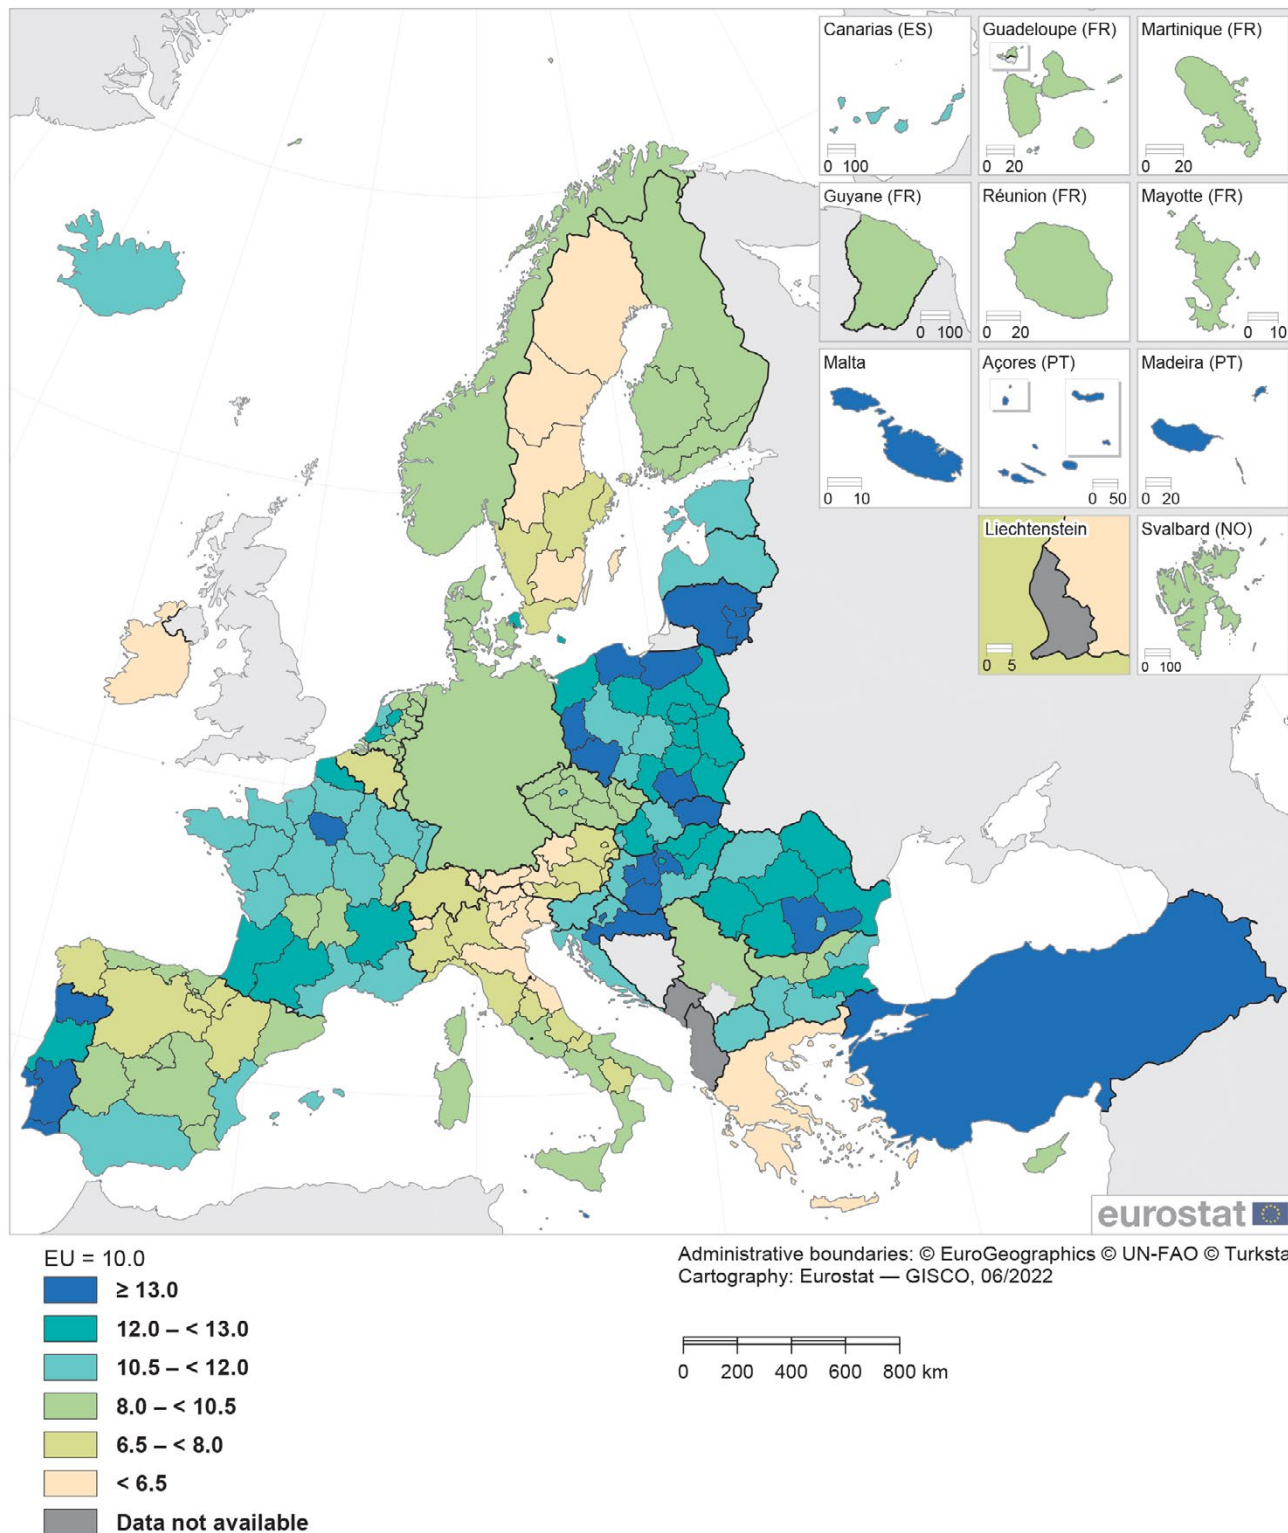 Canarias (ES)
0 100
Guadeloupe (FR)
0 20
Martinique (FR)
0 20
Guyane (FR)
0 100
Réunion (FR)
0 20
Mayotte (FR)
0 10
Malta
0 10
Açores (PT)
0 50
Madeira (PT)
0 20
Liechtenstein
0 5
Svalbard (NO)
0 100
eurostat
EU = 10.0
≥ 13.0
12.0 – < 13.0
10.5 – < 12.0
8.0 – < 10.5
6.5 – < 8.0
< 6.5
Data not available
Administrative boundaries: © EuroGeographics © UN-FAO © Turksta
Cartography: Eurostat — GISCO, 06/2022
0 200 400 600 800 km